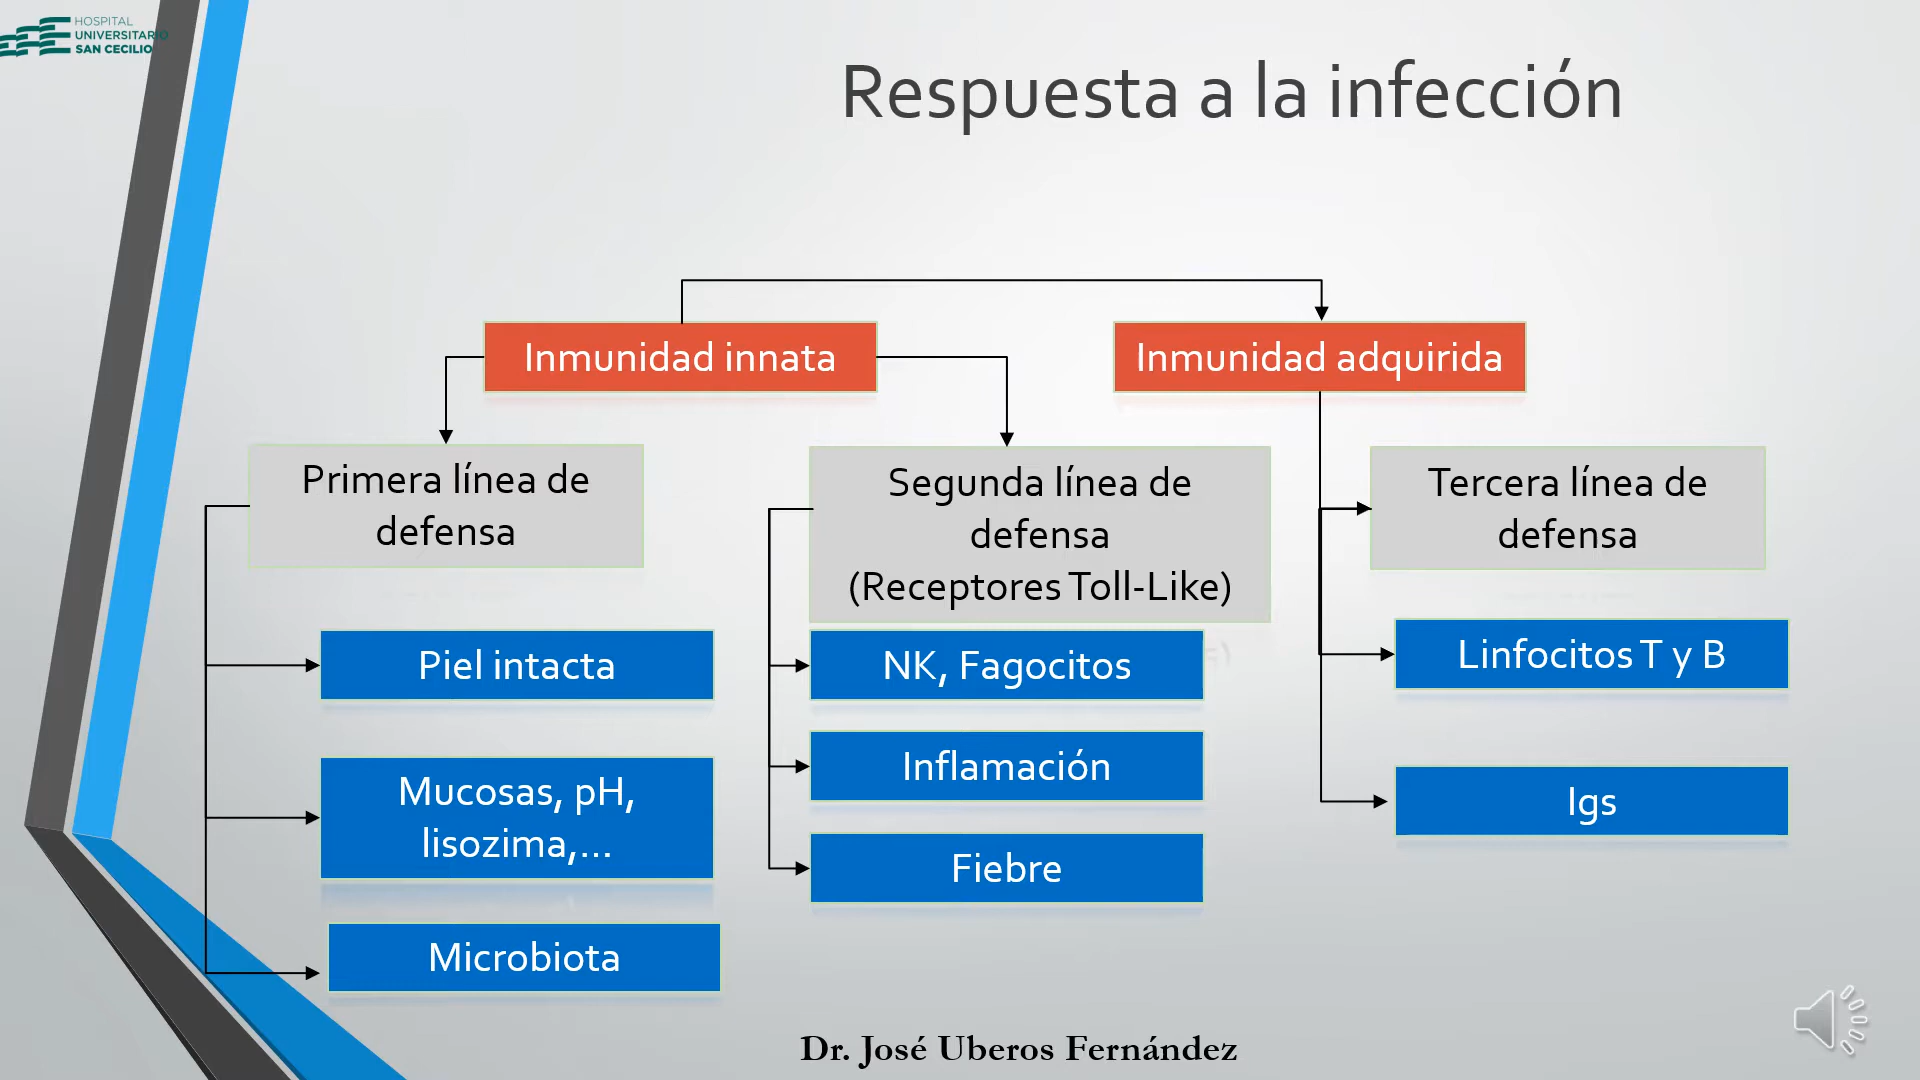 HOSPITAL
UNIVERSITARIO
SAN CECILIO
Respuesta a la infección
Inmunidad innata
Inmunidad adquirida
Primera línea de
defensa
Segunda línea de
defensa
(Receptores Toll-Like)
Tercera línea de
defensa
Piel intacta
Mucosas, pH,
lisozima,...
Microbiota
NK, Fagocitos
Inflamación
Fiebre
Linfocitos T y B
Igs
Dr. José Uberos Fernández